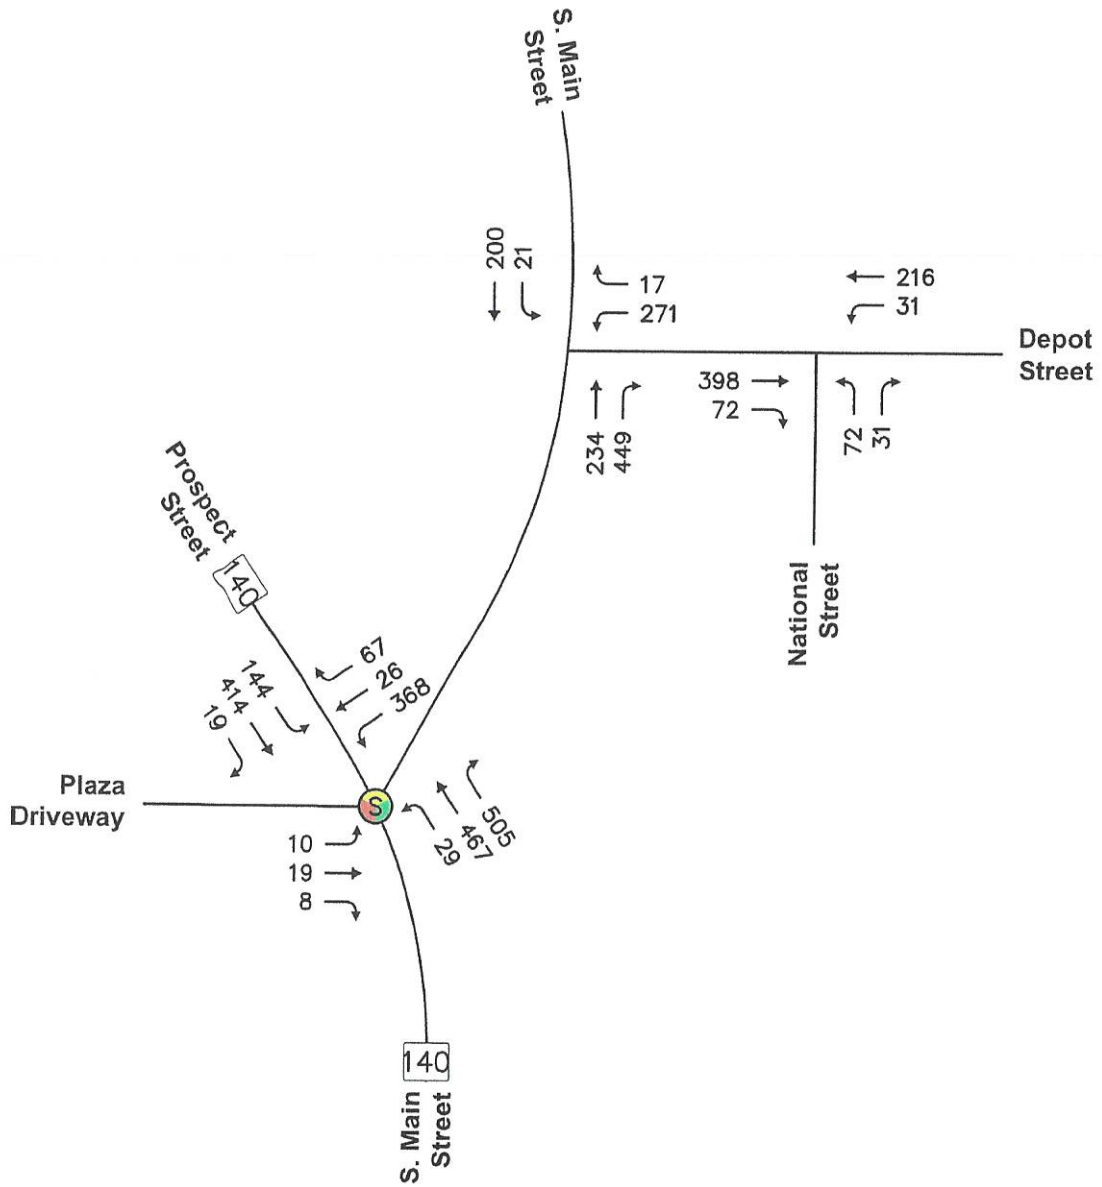 S. Main
Street
200
21
17
271
216
31
Depot
Street
398
72
234
449
72
31
National
Street
Prospect
Street
140
67
26
368
144
414
19
Plaza
Driveway
S
10
19
8
505
467
29
140
S. Main
Street